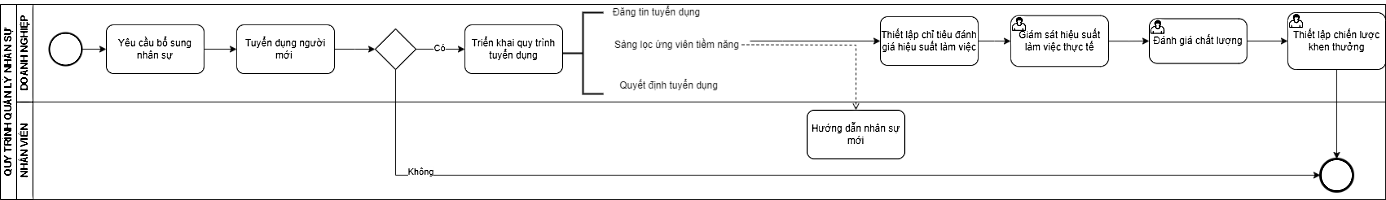 QUY TRÌNH QUẢN LÝ NHÂN SỰ
DOANH NGHIỆP
Yêu cầu bổ sung
nhân sự
Tuyển dụng người
mới
Có
Triển khai quy trình
tuyển dụng
Đăng tin tuyển dụng
Sàng lọc ứng viên tiềm năng
Quyết định tuyển dụng
Thiết lập chỉ tiêu đánh
giá hiệu suất làm việc
Giám sát hiệu suất
làm việc thực tế
Đánh giá chất lượng
Thiết lập chiến lược
khen thưởng
NHÂN VIÊN
Hướng dẫn nhân sự
mới
Không